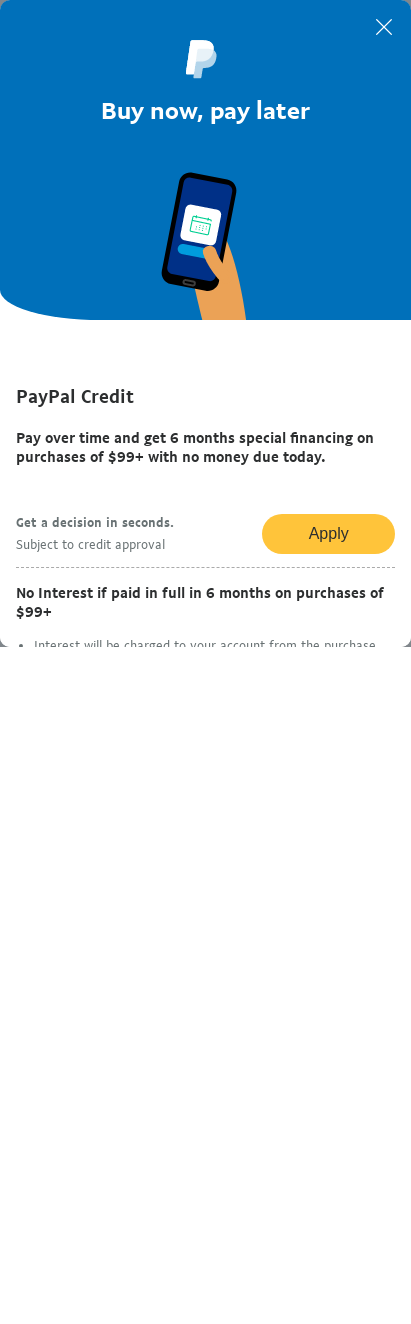 Buy now, pay later
PayPal Credit
Pay over time and get 6 months special financing on
purchases of $99+ with no money due today.
Get a decision in seconds.
Subject to credit approval
Apply
No Interest if paid in full in 6 months on purchases of
$99+
• Interest will be charged to your account from the purchase